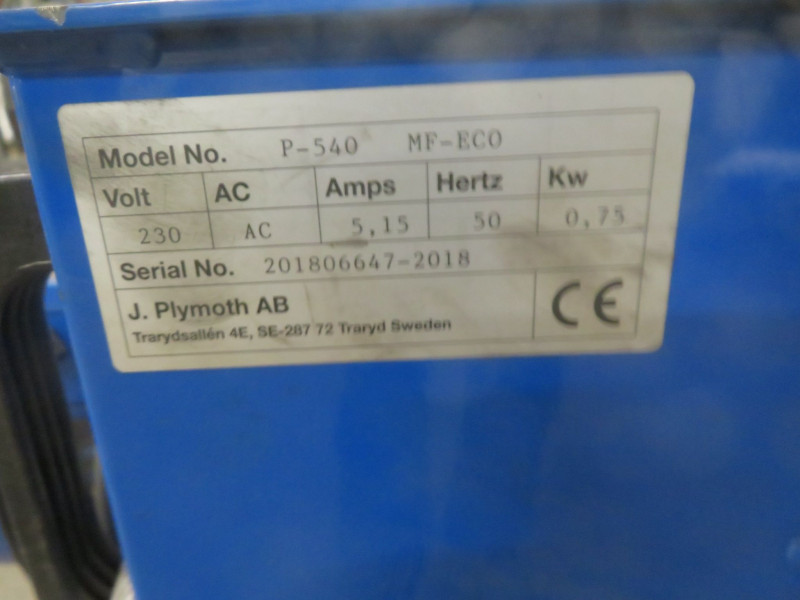 Model No. P-540 MF-ECO
Volt AC Amps Hertz Kw
230 AC 5,15 50 0,75
Serial No. 201806647-2018
J. Plymoth AB
Trarydsallén 4E, SE-287 72 Traryd Sweden
CE